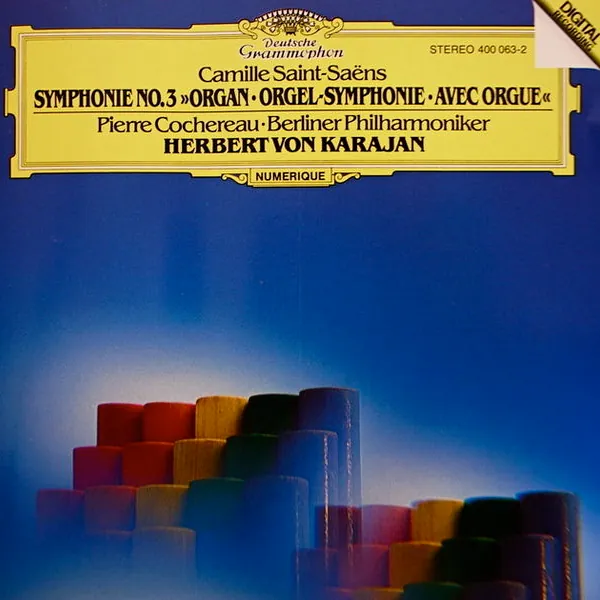 Deutsche
Grammophon
STEREO 400 063-2
DIGITAL
RECORDING
Camille Saint-Saëns
SYMPHONIE NO.3 »ORGAN · ORGEL-SYMPHONIE · AVEC ORGUE«
Pierre Cochereau · Berliner Philharmoniker
HERBERT VON KARAJAN
NUMERIQUE